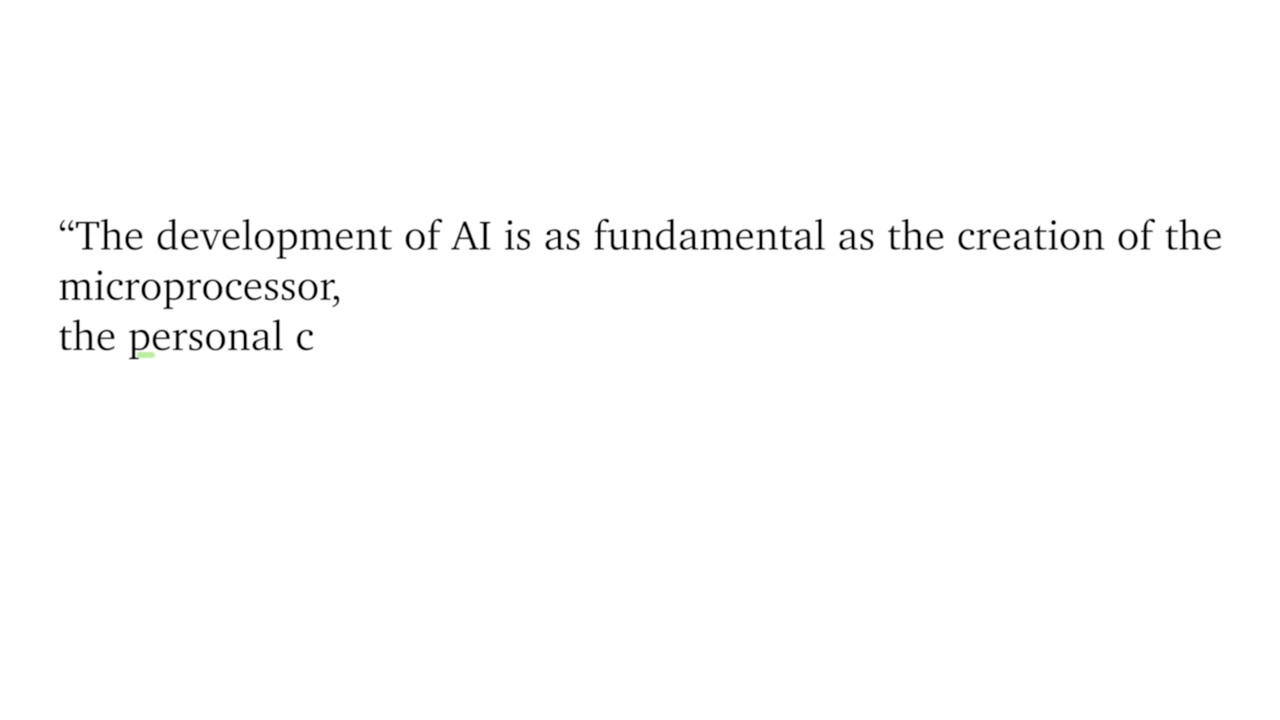 “The development of AI is as fundamental as the creation of the
microprocessor,
the personal c